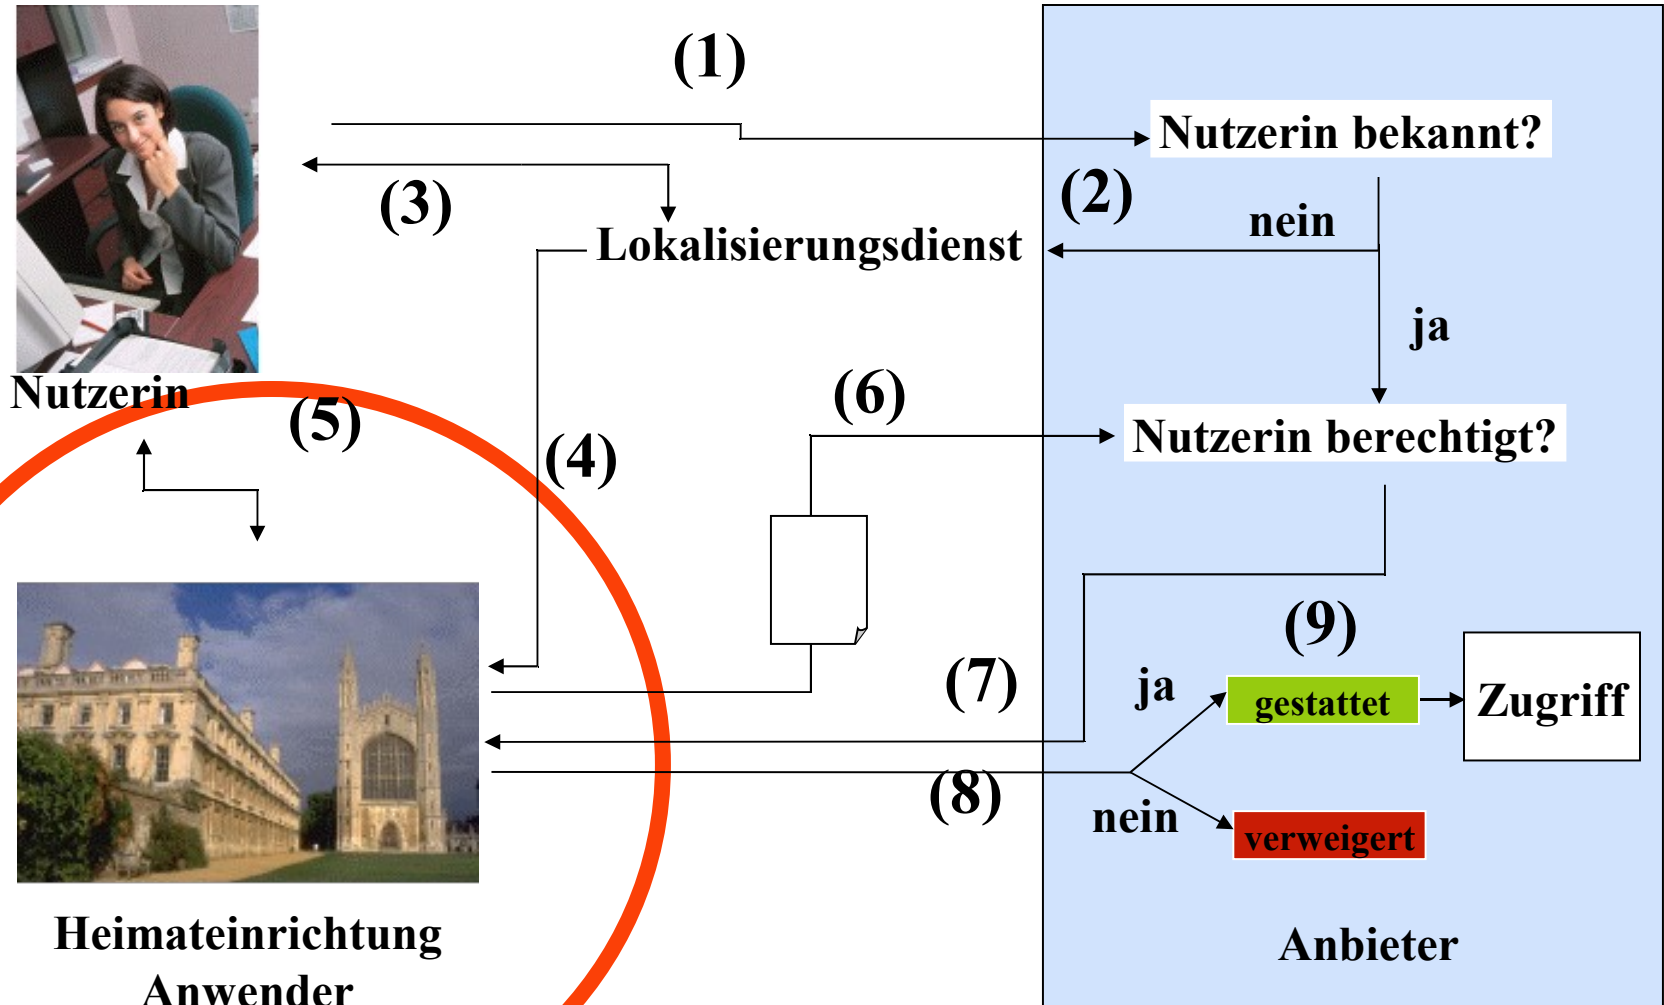 (1)
Nutzerin bekannt?
(2)
(3)
nein
Lokalisierungsdienst
ja
Nutzerin
(5)
(6)
(4)
Nutzerin berechtigt?
(9)
(7)
ja
gestattet
Zugriff
(8)
nein
verweigert
Heimateinrichtung
Anwender
Anbieter